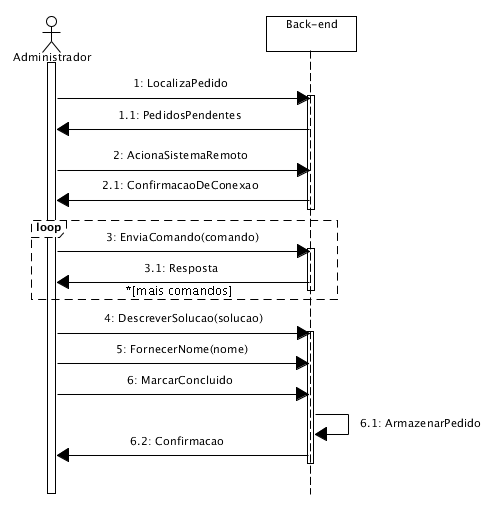 Back-end
Administrador
1: LocalizaPedido
1.1: PedidosPendentes
2: AcionaSistemaRemoto
2.1: ConfirmacaoDeConexao
loop
3: EnviaComando(comando)
3.1: Resposta
*[mais comandos]
4: DescreverSolucao(solucao)
5: FornecerNome(nome)
6: MarcarConcluido
6.1: ArmazenarPedido
6.2: Confirmacao